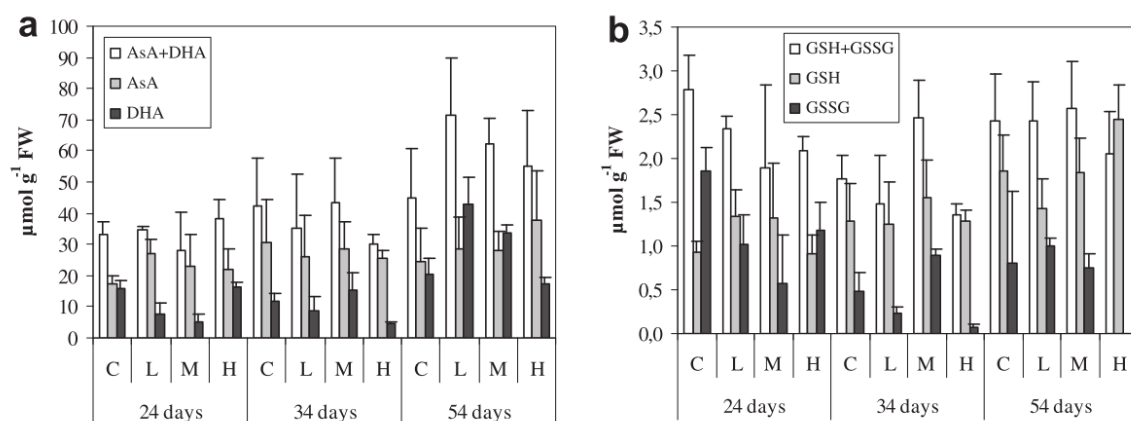 a
100
90
80
70
60
50
40
30
20
10
0
µmol g-1 FW
AsA+DHA
AsA
DHA
C L M H C L M H C L M H
24 days 34 days 54 days
b
3,5
3,0
2,5
2,0
1,5
1,0
0,5
0,0
µmol g-1 FW
GSH+GSSG
GSH
GSSG
C L M H C L M H C L M H
24 days 34 days 54 days